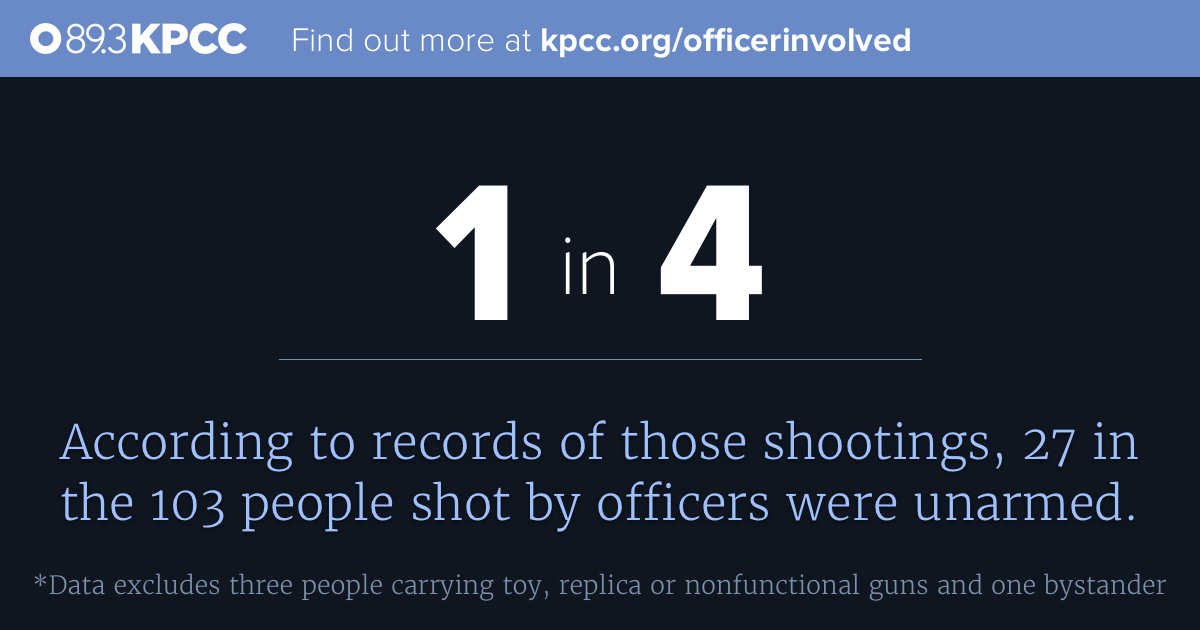 89.3 KPCC Find out more at kpcc.org/officerinvolved
1 in 4
According to records of those shootings, 27 in
the 103 people shot by officers were unarmed.
*Data excludes three people carrying toy, replica or nonfunctional guns and one bystander